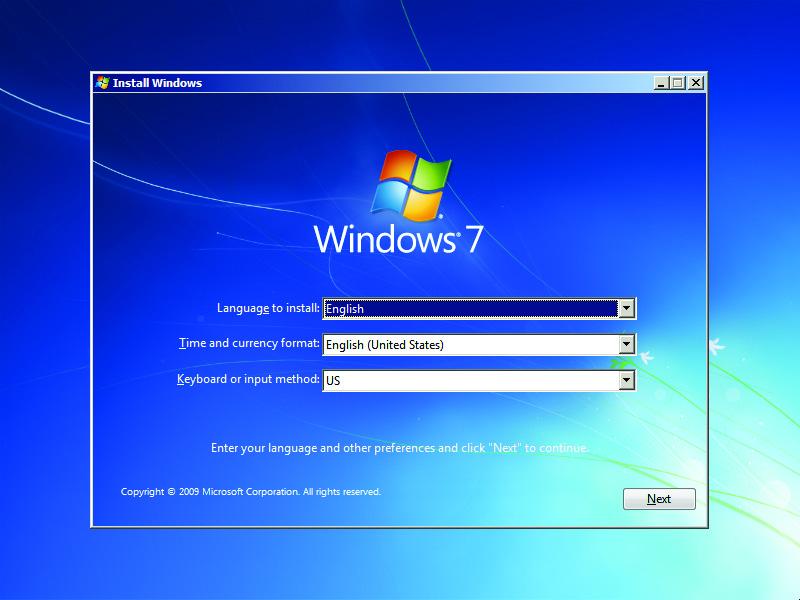 Install Windows
Windows® 7
Language to install: English
Time and currency format: English (United States)
Keyboard or input method: US
Enter your language and other preferences and click "Next" to continue.
Copyright © 2009 Microsoft Corporation. All rights reserved.
Next